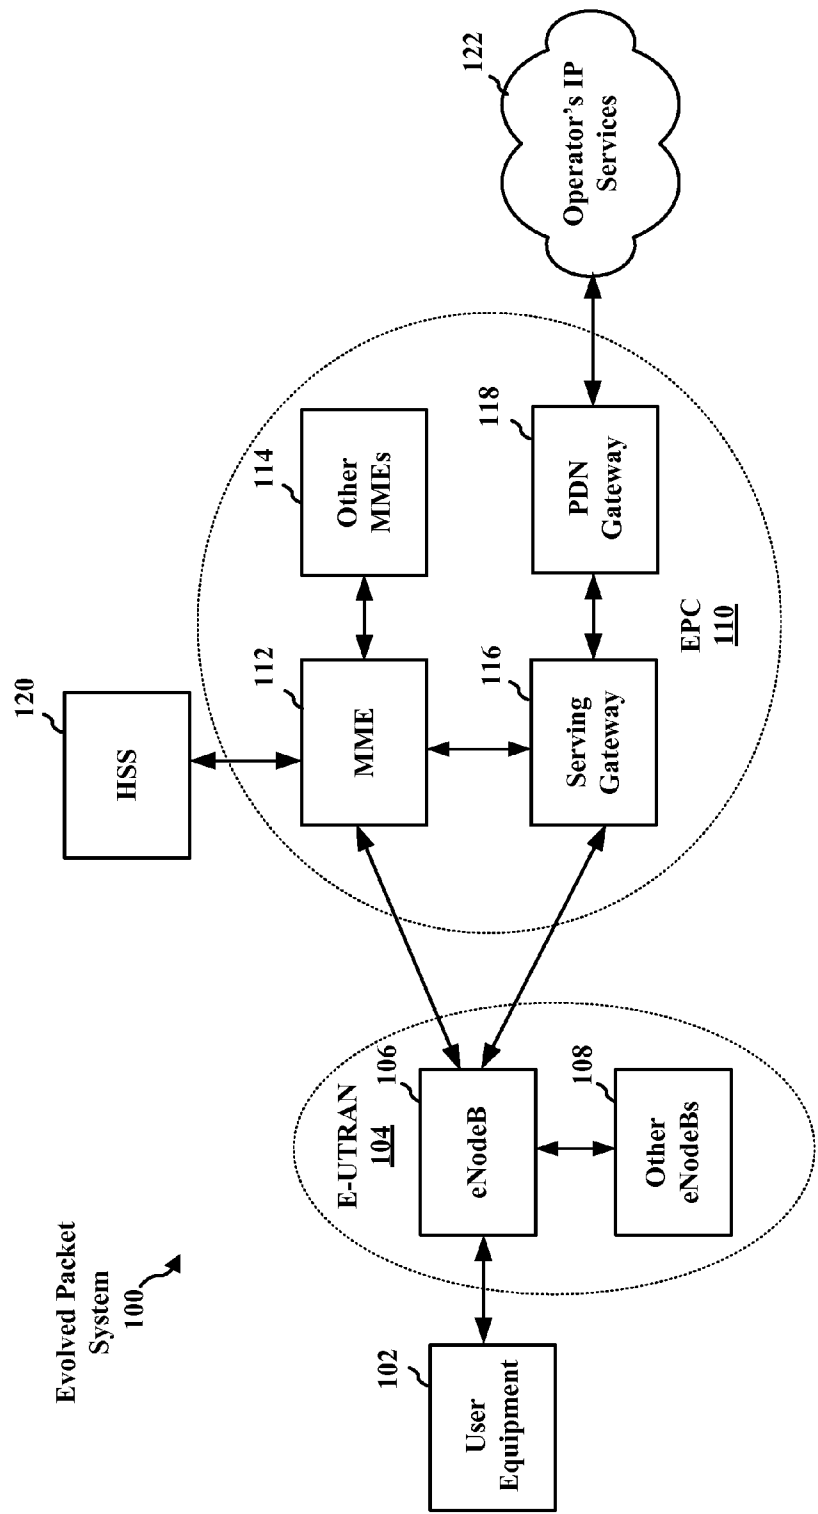 Evolved Packet
System
100
120
HSS
E-UTRAN
104
102
User
Equipment
106
eNodeB
108
Other
eNodeBs
112
MME
114
Other
MMEs
116
Serving
Gateway
118
PDN
Gateway
EPC
110
122
Operator's IP
Services